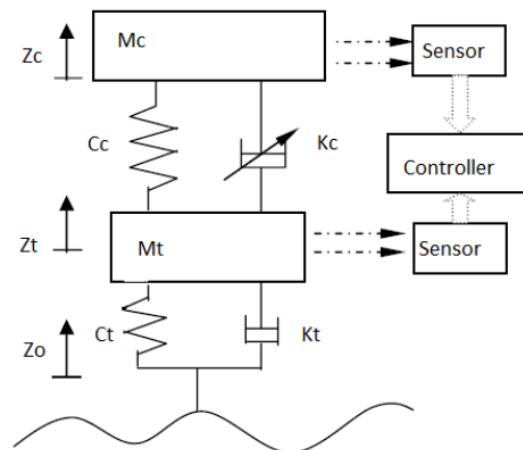 Zc
Mc
Sensor
Cc
Kc
Controller
Zt
Mt
Sensor
Zo
Ct
Kt